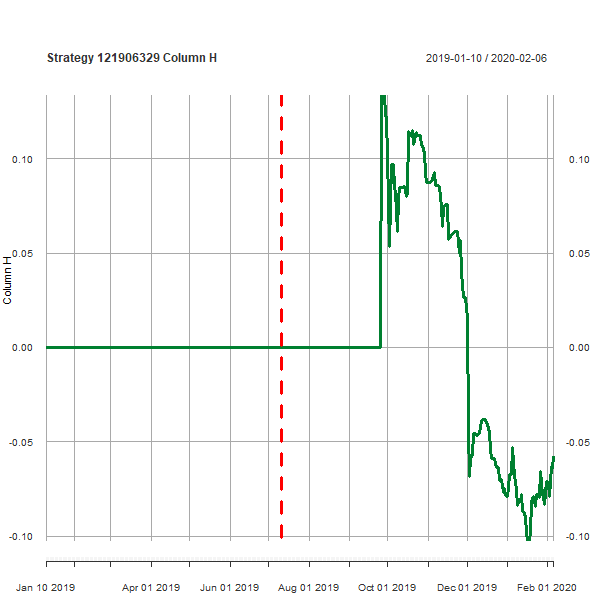 Strategy 121906329 Column H
2019-01-10 / 2020-02-06
0.10 0.10
0.05 0.05
Column H
0.00 0.00
-0.05 -0.05
-0.10 -0.10
Jan 10 2019 Apr 01 2019 Jun 01 2019 Aug 01 2019 Oct 01 2019 Dec 01 2019 Feb 01 2020